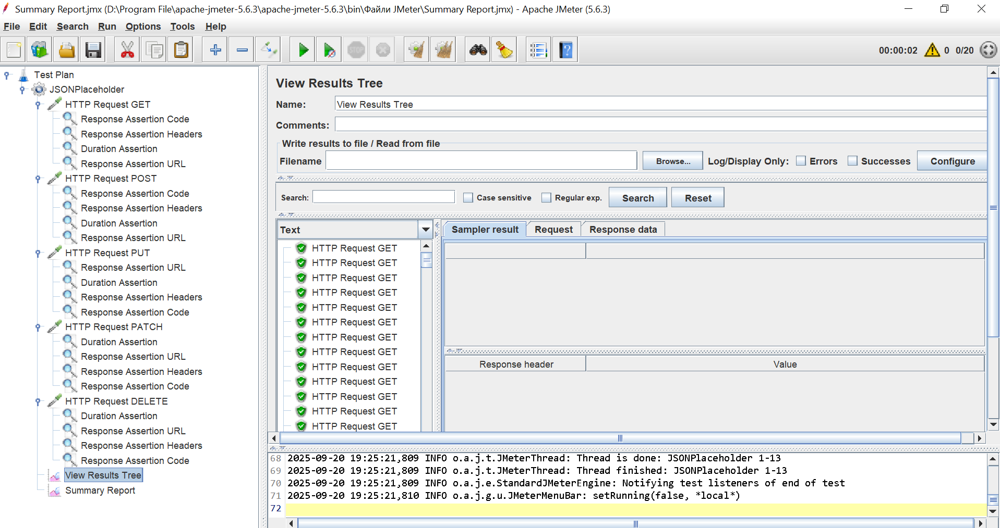 Summary Report.jmx (D:\Program File\apache-jmeter-5.6.3\apache-jmeter-5.6.3\bin\Файли JMeter\Summary Report.jmx) - Apache JMeter (5.6.3)
File Edit Search Run Options Tools Help
STOP
00:00:02 0 0/20
Test Plan
JSONPlaceholder
HTTP Request GET
Response Assertion Code
Response Assertion Headers
Duration Assertion
Response Assertion URL
HTTP Request POST
Response Assertion Code
Response Assertion Headers
Duration Assertion
Response Assertion URL
HTTP Request PUT
Response Assertion URL
Duration Assertion
Response Assertion Headers
Response Assertion Code
HTTP Request PATCH
Duration Assertion
Response Assertion URL
Response Assertion Headers
Response Assertion Code
HTTP Request DELETE
Duration Assertion
Response Assertion URL
Response Assertion Headers
Response Assertion Code
View Results Tree
Summary Report
View Results Tree
Name: View Results Tree
Comments:
Write results to file / Read from file
Filename Browse... Log/Display Only: Errors Successes Configure
Search: Case sensitive Regular exp. Search Reset
Text
HTTP Request GET
HTTP Request GET
HTTP Request GET
HTTP Request GET
HTTP Request GET
HTTP Request GET
HTTP Request GET
HTTP Request GET
HTTP Request GET
HTTP Request GET
HTTP Request GET
HTTP Request GET
HTTP Request GET
Sampler result Request Response data
Response header Value
68 2025-09-20 19:25:21,809 INFO o.a.j.t.JMeterThread: Thread is done: JSONPlaceholder 1-13
69 2025-09-20 19:25:21,809 INFO o.a.j.t.JMeterThread: Thread finished: JSONPlaceholder 1-13
70 2025-09-20 19:25:21,809 INFO o.a.j.e.StandardJMeterEngine: Notifying test listeners of end of test
71 2025-09-20 19:25:21,810 INFO o.a.j.g.u.JMeterMenuBar: setRunning(false, *local*)
72